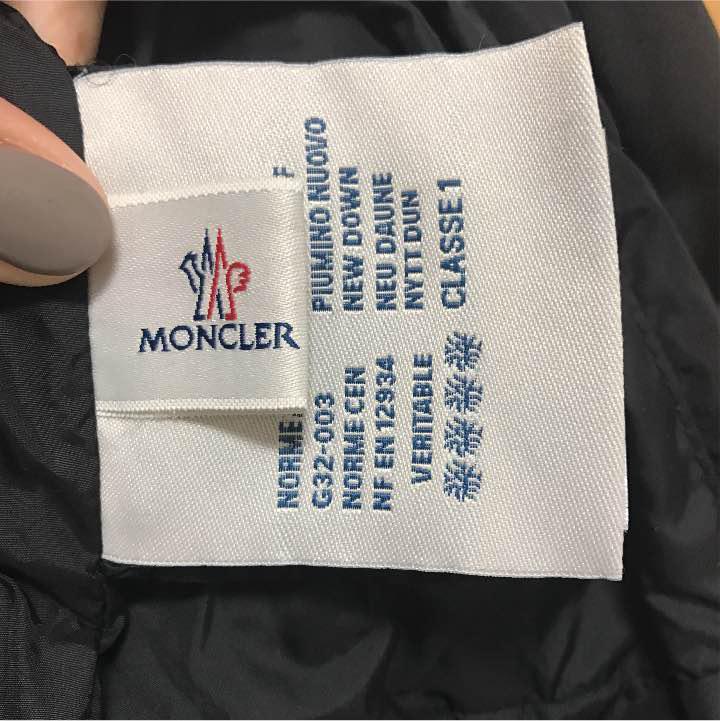 MONCLER
F
PIUMINO NUOVO
NEW DOWN
NEU DAUNE
NYTT DUN
CLASSE 1
NORME
G32-003
NORME CEN
NF EN 12934
VERITABLE